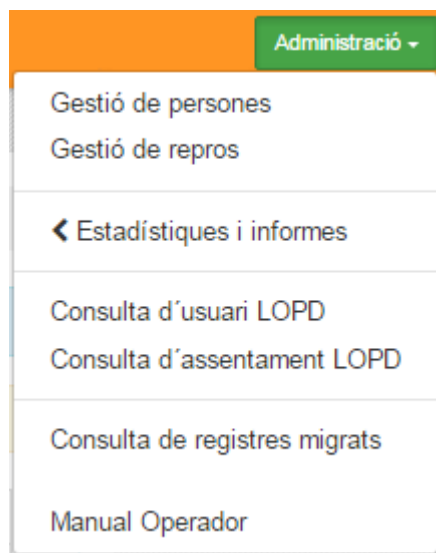 Administració
Gestió de persones
Gestió de repros
Estadístiques i informes
Consulta d´usuari LOPD
Consulta d´assentament LOPD
Consulta de registres migrats
Manual Operador